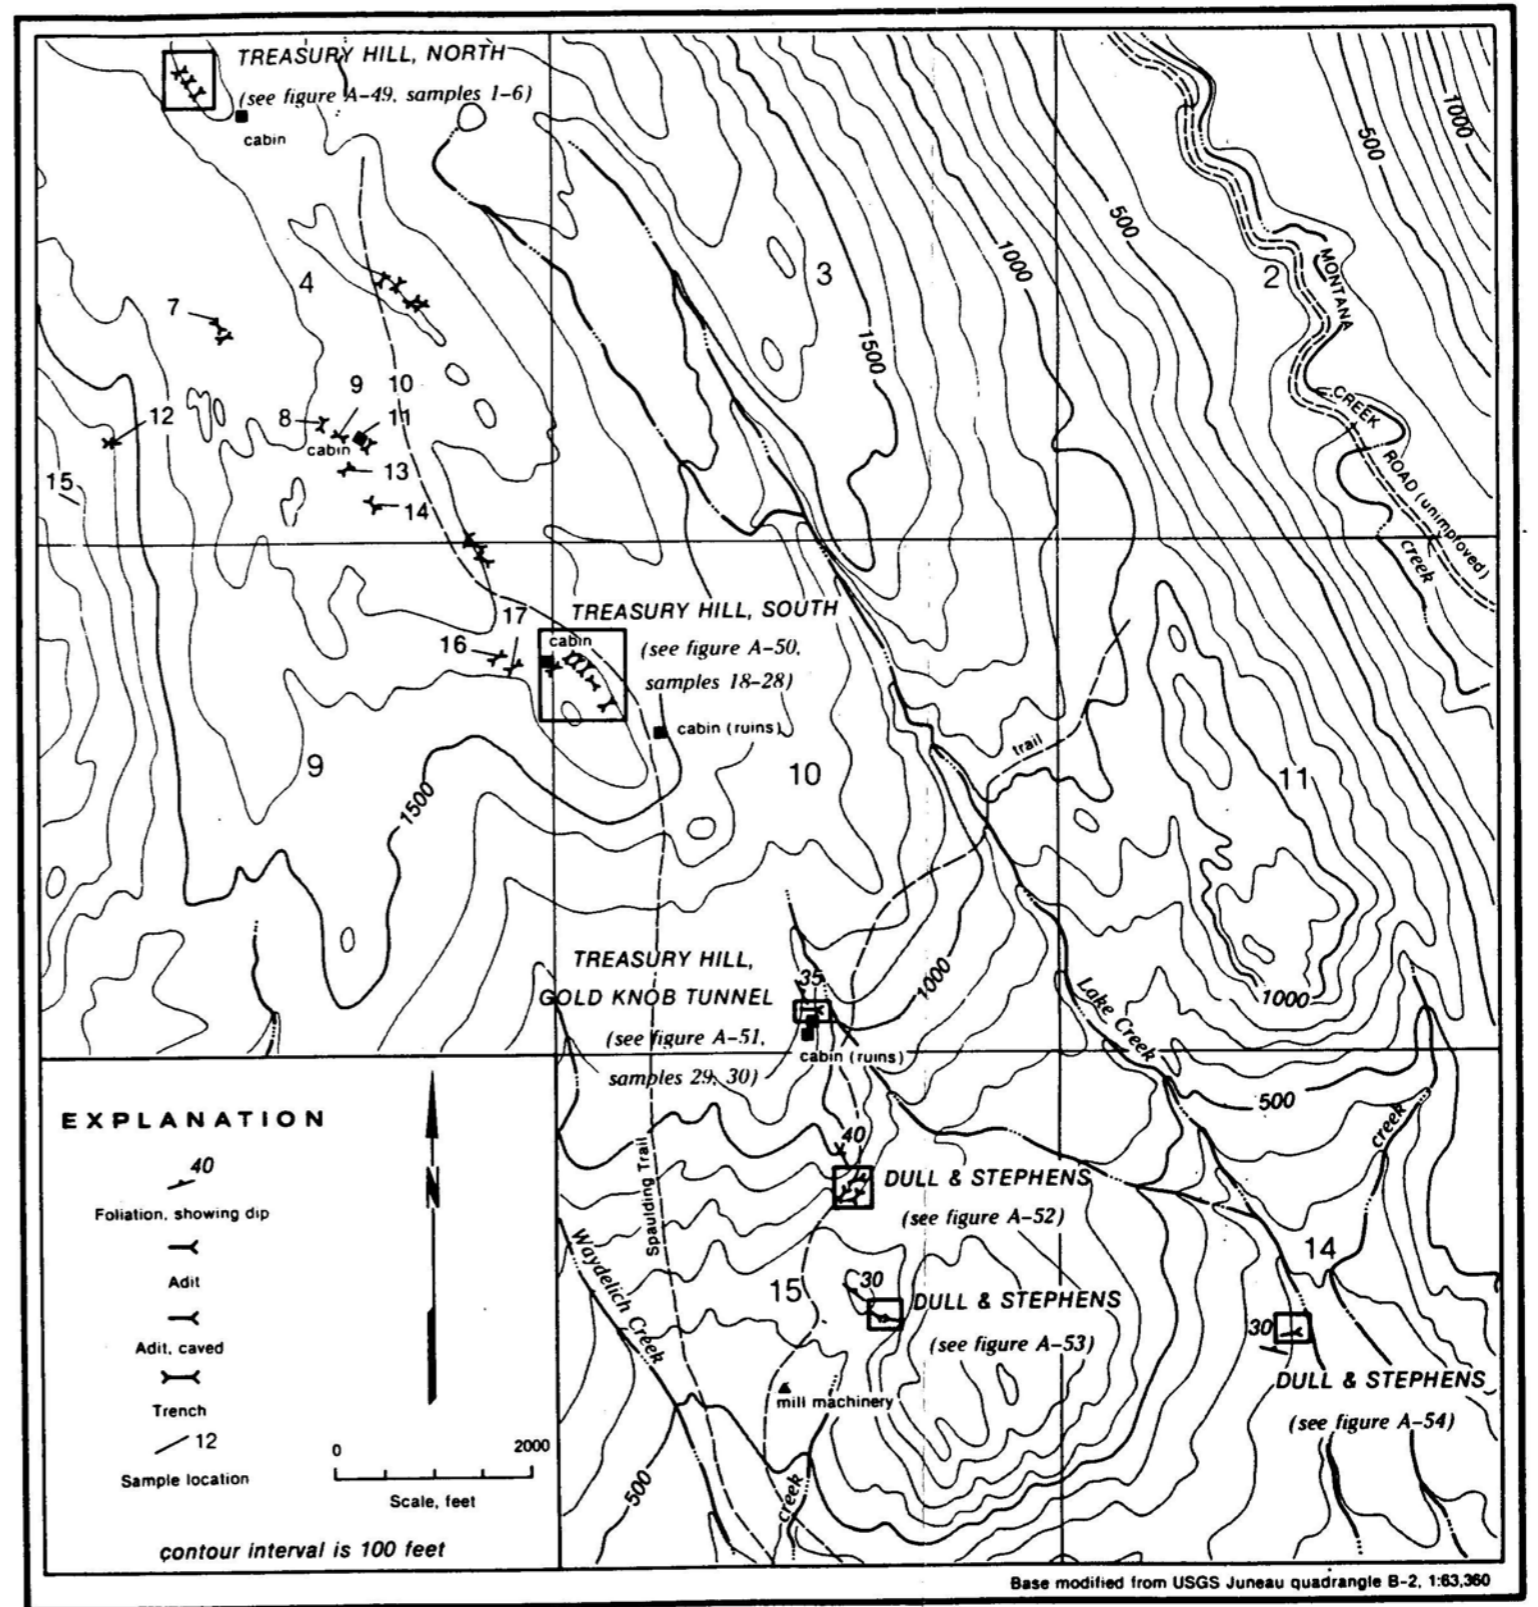 TREASURY HILL, NORTH
(see figure A-49, samples 1-6)
cabin
1000
500
500
1000
3
2
MONTANA
CREEK
ROAD (unimproved)
creek
4
7
1500
9
10
8
11
12
cabin
13
15
14
17
16
TREASURY HILL, SOUTH
cabin
(see figure A-50,
samples 18-28)
cabin (ruins)
trail
9
10
11
1500
TREASURY HILL,
GOLD KNOB TUNNEL
(see figure A-51,
samples 29, 30)
35
1000
cabin (ruins)
Lake Creek
1000
500
creek
EXPLANATION
40
Foliation, showing dip
Adit
Adit, caved
Trench
12
Sample location
N
0 2000
Scale, feet
contour interval is 100 feet
Spaulding Trail
40
DULL & STEPHENS
(see figure A-52)
Waydelich Creek
15
30
DULL & STEPHENS
(see figure A-53)
14
30
DULL & STEPHENS
(see figure A-54)
mill machinery
500
creek
Base modified from USGS Juneau quadrangle B-2, 1:63,360